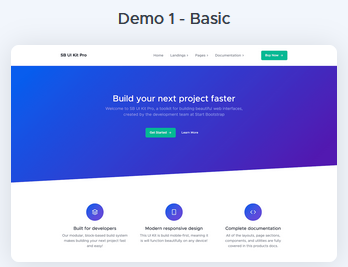 Demo 1 - Basic
SB UI Kit Pro
Home Landings Pages Documentation Buy Now
Build your next project faster
Welcome to SB UI Kit Pro, a toolkit for building beautiful web interfaces,
created by the development team at Start Bootstrap
Get Started Learn More
Built for developers Modern responsive design Complete documentation
Our modular, block-based build system
makes building your next project fast
and easy!
This UI Kit is built mobile-first, meaning it
is will function beautifully on any device!
All of the layouts, page sections,
components, and utilities are fully
covered in this product's docs.